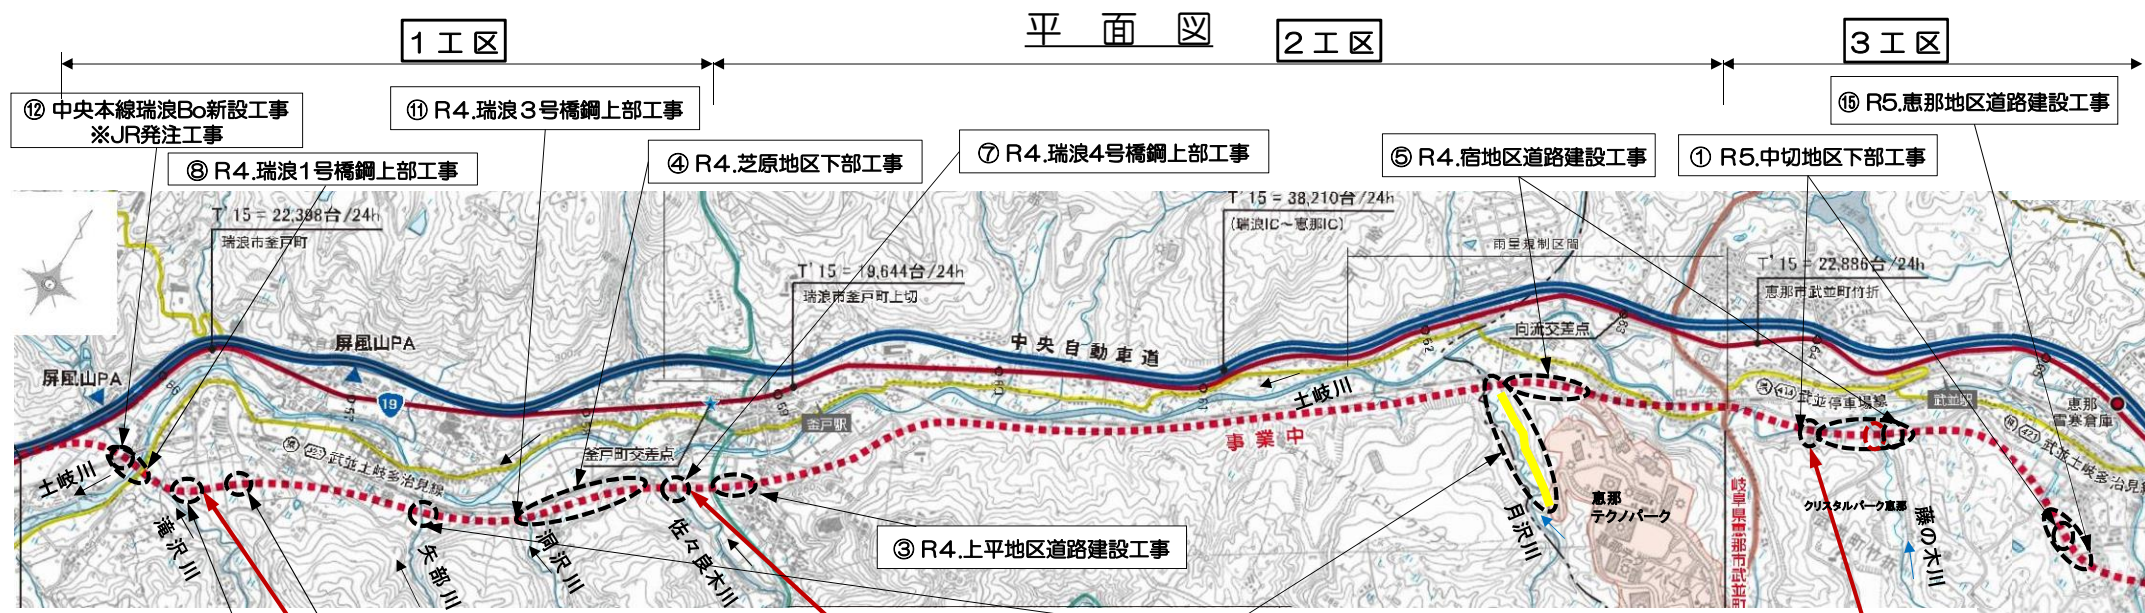 平面図
1工区
2工区
3工区
⑫ 中央本線瑞浪Bo新設工事
※JR発注工事
⑪ R4.瑞浪3号橋鋼上部工事
⑮ R5.恵那地区道路建設工事
⑧ R4.瑞浪1号橋鋼上部工事
④ R4.芝原地区下部工事
⑦ R4.瑞浪4号橋鋼上部工事
⑤ R4.宿地区道路建設工事
① R5.中切地区下部工事
T'15=22,398台/24h
瑞浪市釜戸町
T'15=38,210台/24h
(瑞浪IC~恵那IC)
雨量規制区間
T'15=19,644台/24h
瑞浪市釜戸町上切
T'15=22,886台/24h
恵那市武並町竹折
屏風山PA
屏風山PA
中央自動車道
向流交差点
19
土岐川
武並停車場線
武並駅
恵那
雪寒倉庫
釜戸駅
事業中
釜戸町交差点
武並土岐多治見線
武並土岐多治見線
土岐川
滝沢川
矢部川
洞沢川
佐々良木川
③ R4.上平地区道路建設工事
月沢川
恵那
テクノパーク
岐阜県恵那市武並町
クリスタルパーク恵那
藤の木川
町竹折